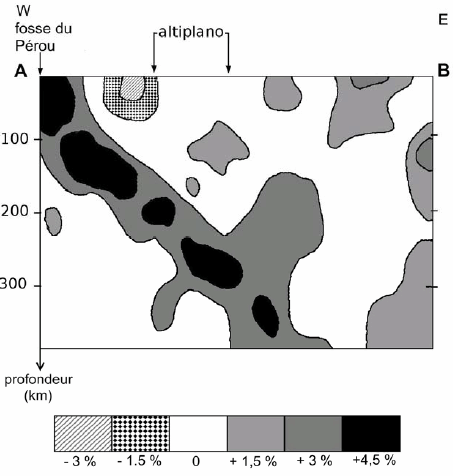 W
fosse du
Pérou
altiplano
E
A
B
100
200
300
profondeur
(km)
- 3 %
- 1.5 %
0
+ 1,5 %
+ 3 %
+4,5 %